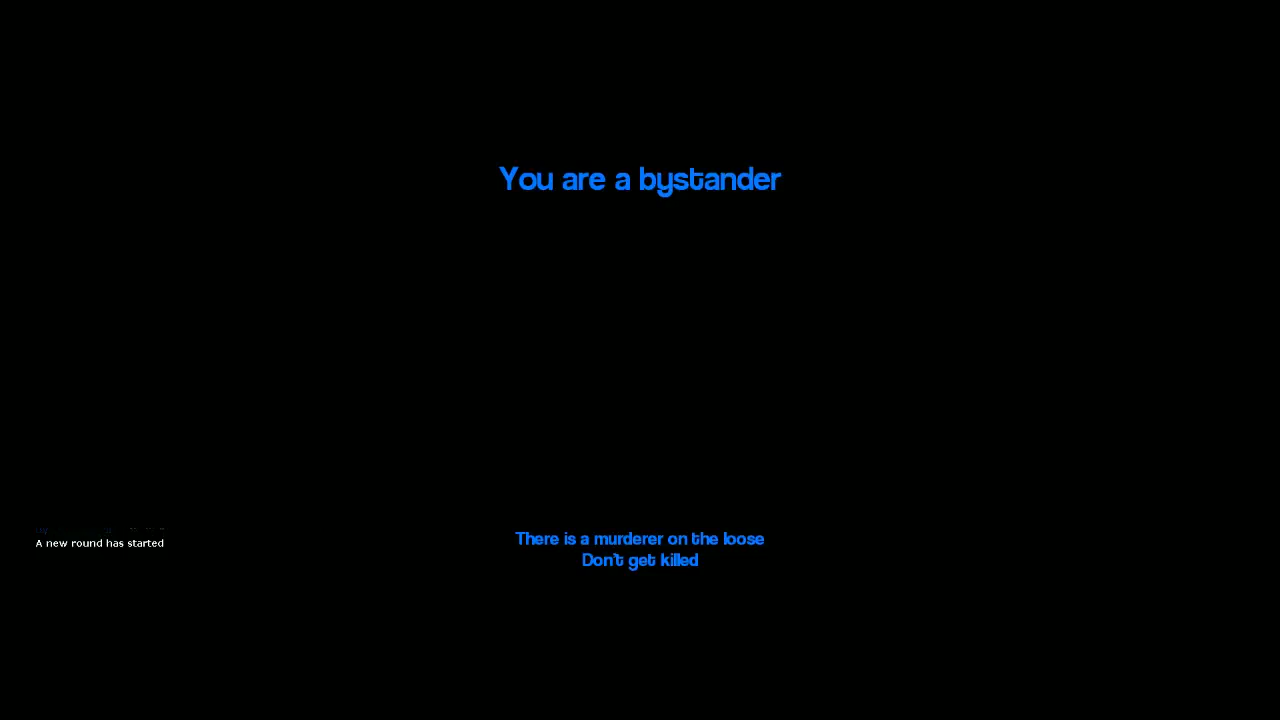 You are a bystander
A new round has started
There is a murderer on the loose
Don't get killed